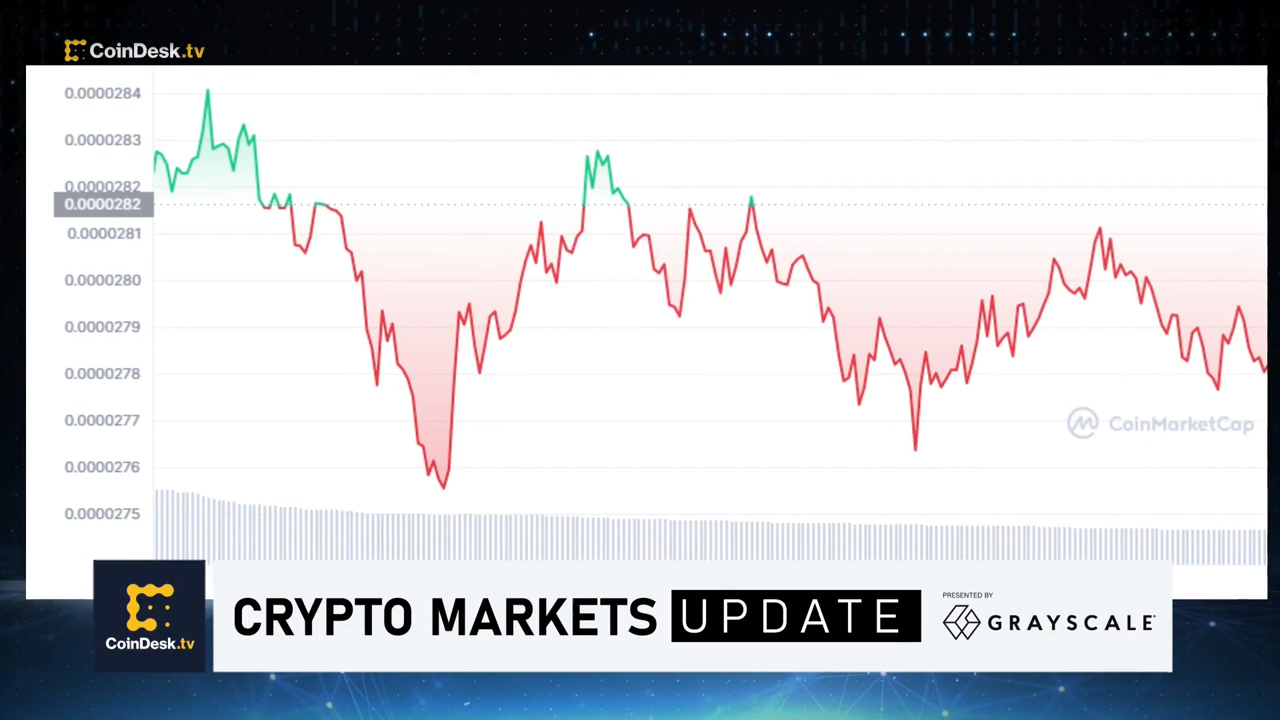 CoinDesk.tv
0.0000284
0.0000283
0.0000282
0.0000282
0.0000281
0.0000280
0.0000279
0.0000278
0.0000277
CoinMarketCap
0.0000276
0.0000275
CoinDesk.tv
CRYPTO MARKETS UPDATE
PRESENTED BY
GRAYSCALE